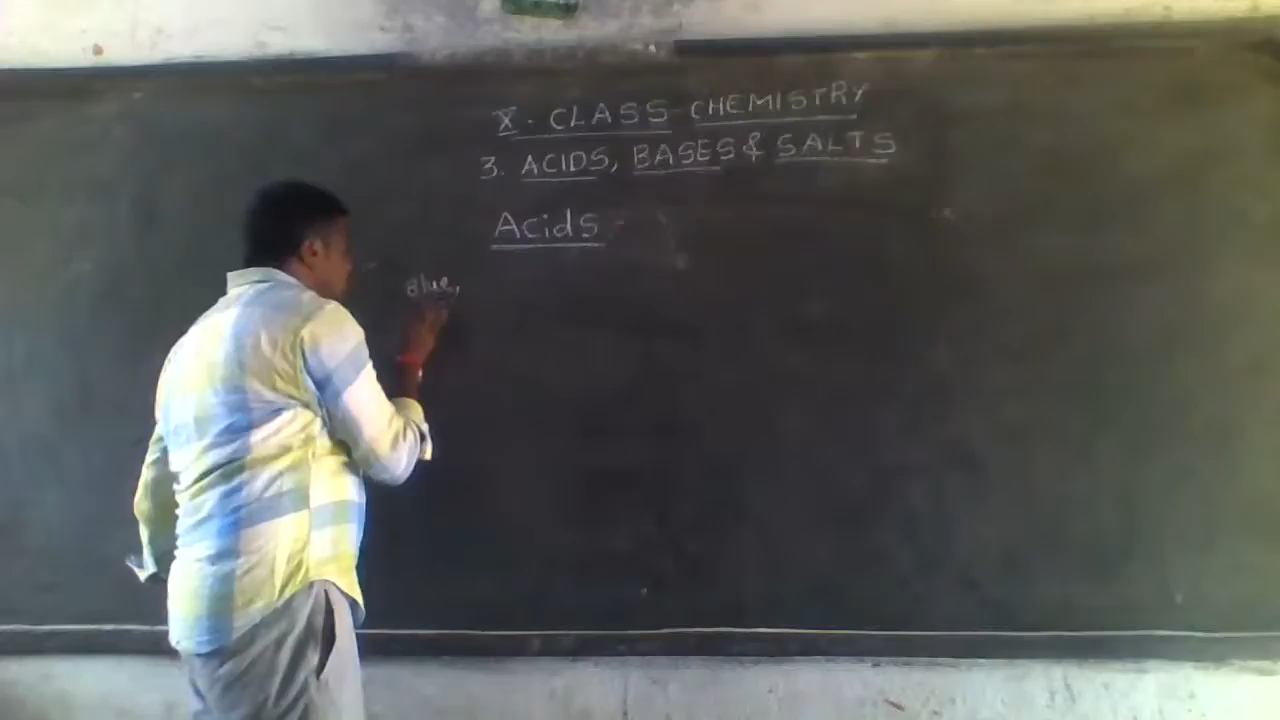 X. CLASS CHEMISTRY
3. ACIDS, BASES & SALTS
Acids -
Blue,